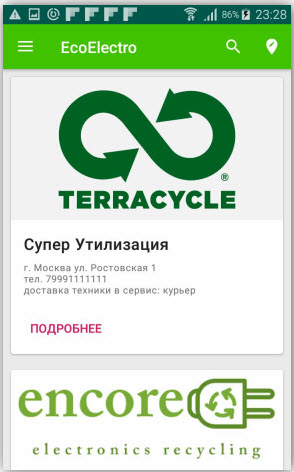 86% 23:28
EcoElectro
®
TERRACYCLE
Супер Утилизация
г. Москва ул. Ростовская 1
тел. 79991111111
доставка техники в сервис: курьер
ПОДРОБНЕЕ
encore
electronics recycling